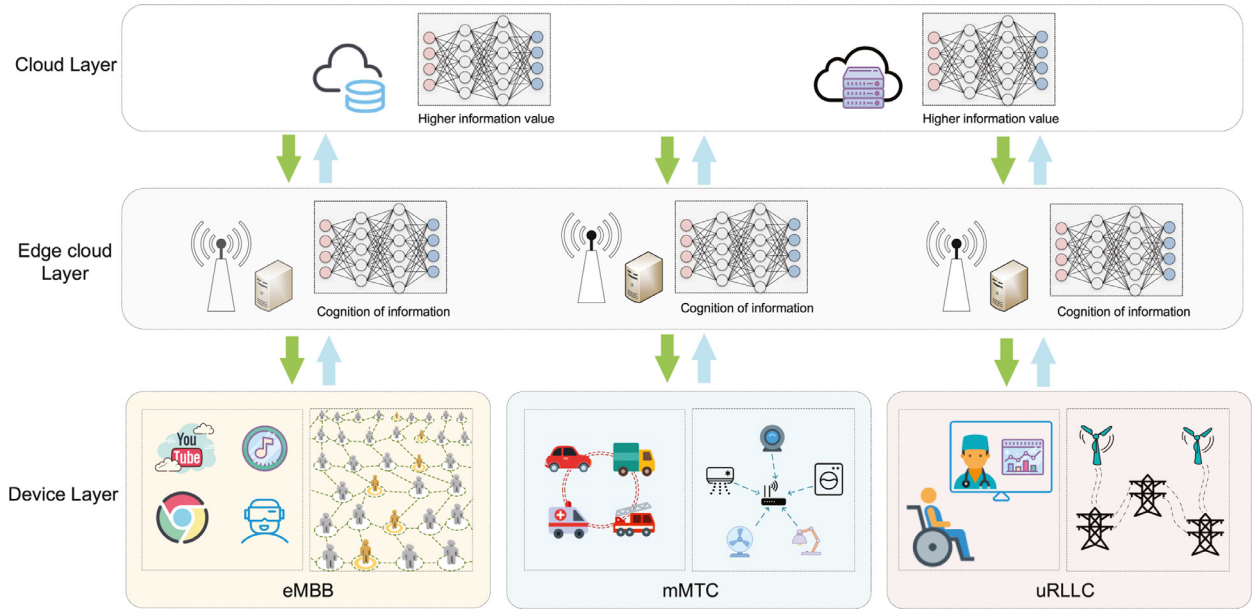 Cloud Layer
Higher information value
Higher information value
Edge cloud
Layer
Cognition of information
Cognition of information
Cognition of information
Device Layer
You
Tube
eMBB
mMTC
uRLLC